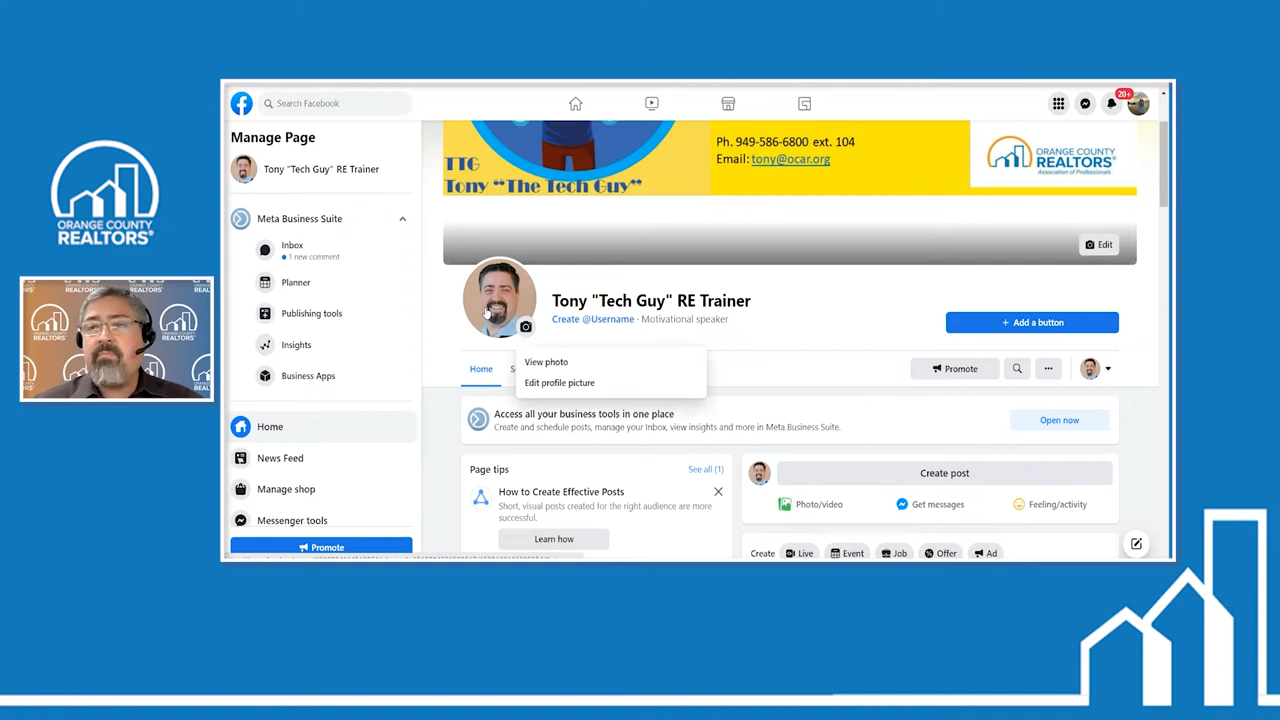 ORANGE COUNTY
REALTORS®
Search Facebook
20+
Manage Page
Tony "Tech Guy" RE Trainer
Meta Business Suite
Inbox
1 new comment
Planner
Publishing tools
Insights
Business Apps
Home
News Feed
Manage shop
Messenger tools
Promote
TTG
Tony “The Tech Guy”
Ph. 949-586-6800 ext. 104
Email: tony@ocar.org
ORANGE COUNTY
REALTORS®
Association of Professionals
Edit
Tony "Tech Guy" RE Trainer
Create @Username · Motivational speaker
+ Add a button
Home
S
View photo
Edit profile picture
Promote
Access all your business tools in one place
Create and schedule posts, manage your Inbox, view insights and more in Meta Business Suite.
Open now
Page tips
See all (1)
How to Create Effective Posts
Short, visual posts created for the right audience are more
successful.
Learn how
Create post
Photo/video
Get messages
Feeling/activity
Create
Live
Event
Job
Offer
Ad